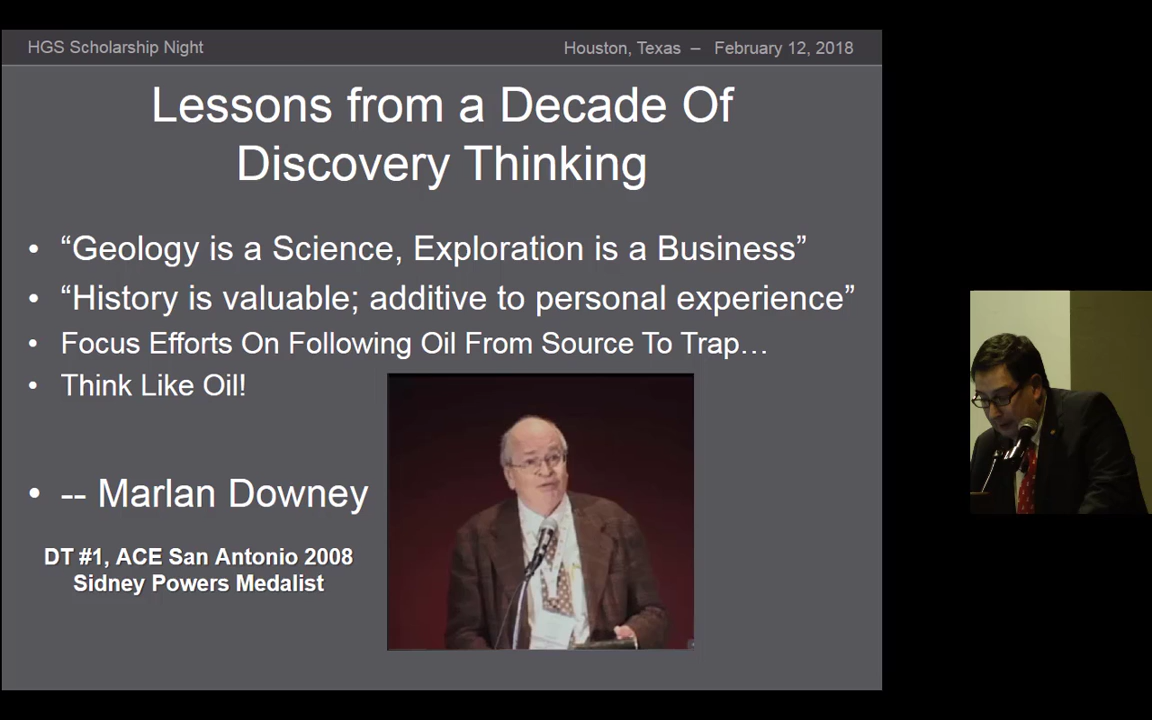 HGS Scholarship Night
Houston, Texas – February 12, 2018
Lessons from a Decade Of
Discovery Thinking
• “Geology is a Science, Exploration is a Business”
• “History is valuable; additive to personal experience”
• Focus Efforts On Following Oil From Source To Trap…
• Think Like Oil!
• -- Marlan Downey
DT #1, ACE San Antonio 2008
Sidney Powers Medalist